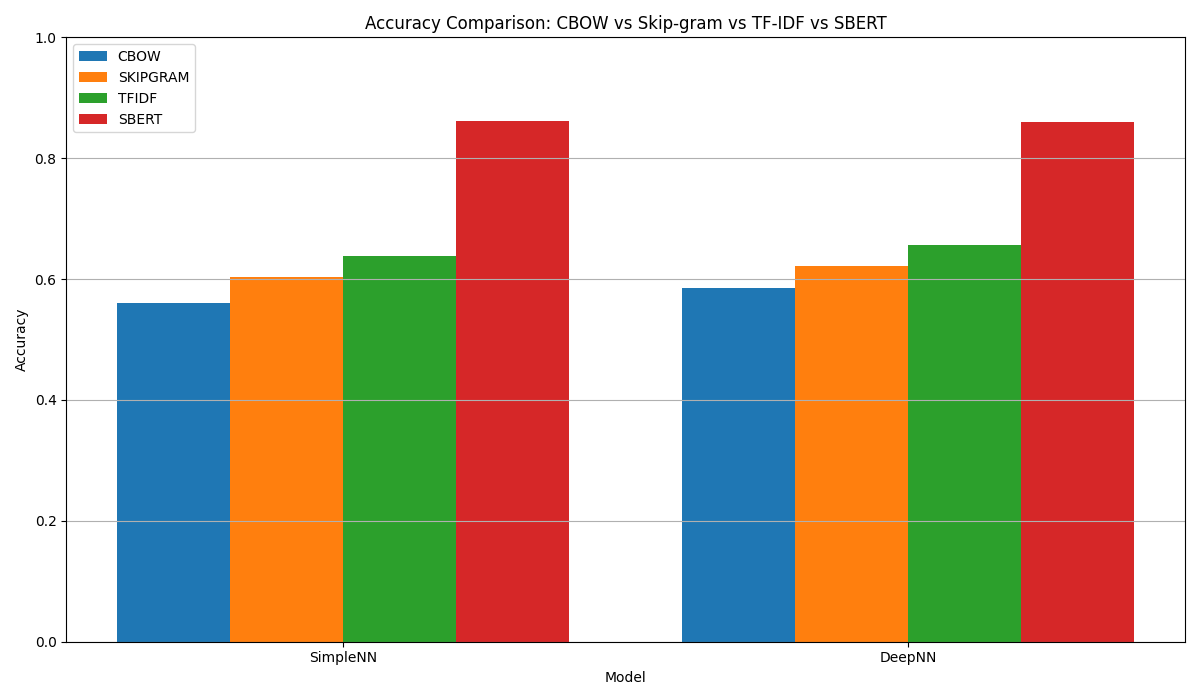 Accuracy Comparison: CBOW vs Skip-gram vs TF-IDF vs SBERT
CBOW
SKIPGRAM
TFIDF
SBERT
1.0
0.8
0.6
0.4
0.2
0.0
Accuracy
SimpleNN
DeepNN
Model